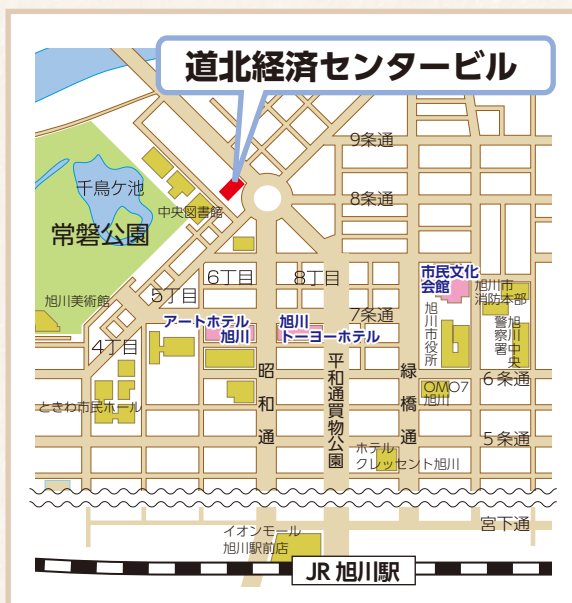 道北経済センタービル
9条通
千鳥ケ池
8条通
中央図書館
常磐公園
市民文化
会館
6丁目
8丁目
旭川市
消防本部
5丁目
旭川美術館
7条通
アートホテル
旭川
旭川
トーヨーホテル
旭川市役所
旭川中央
警察署
4丁目
昭和通
平和通買物公園
緑橋通
6条通
OMO7
旭川
ときわ市民ホール
5条通
ホテル
クレッセント旭川
宮下通
イオンモール
旭川駅前店
JR 旭川駅